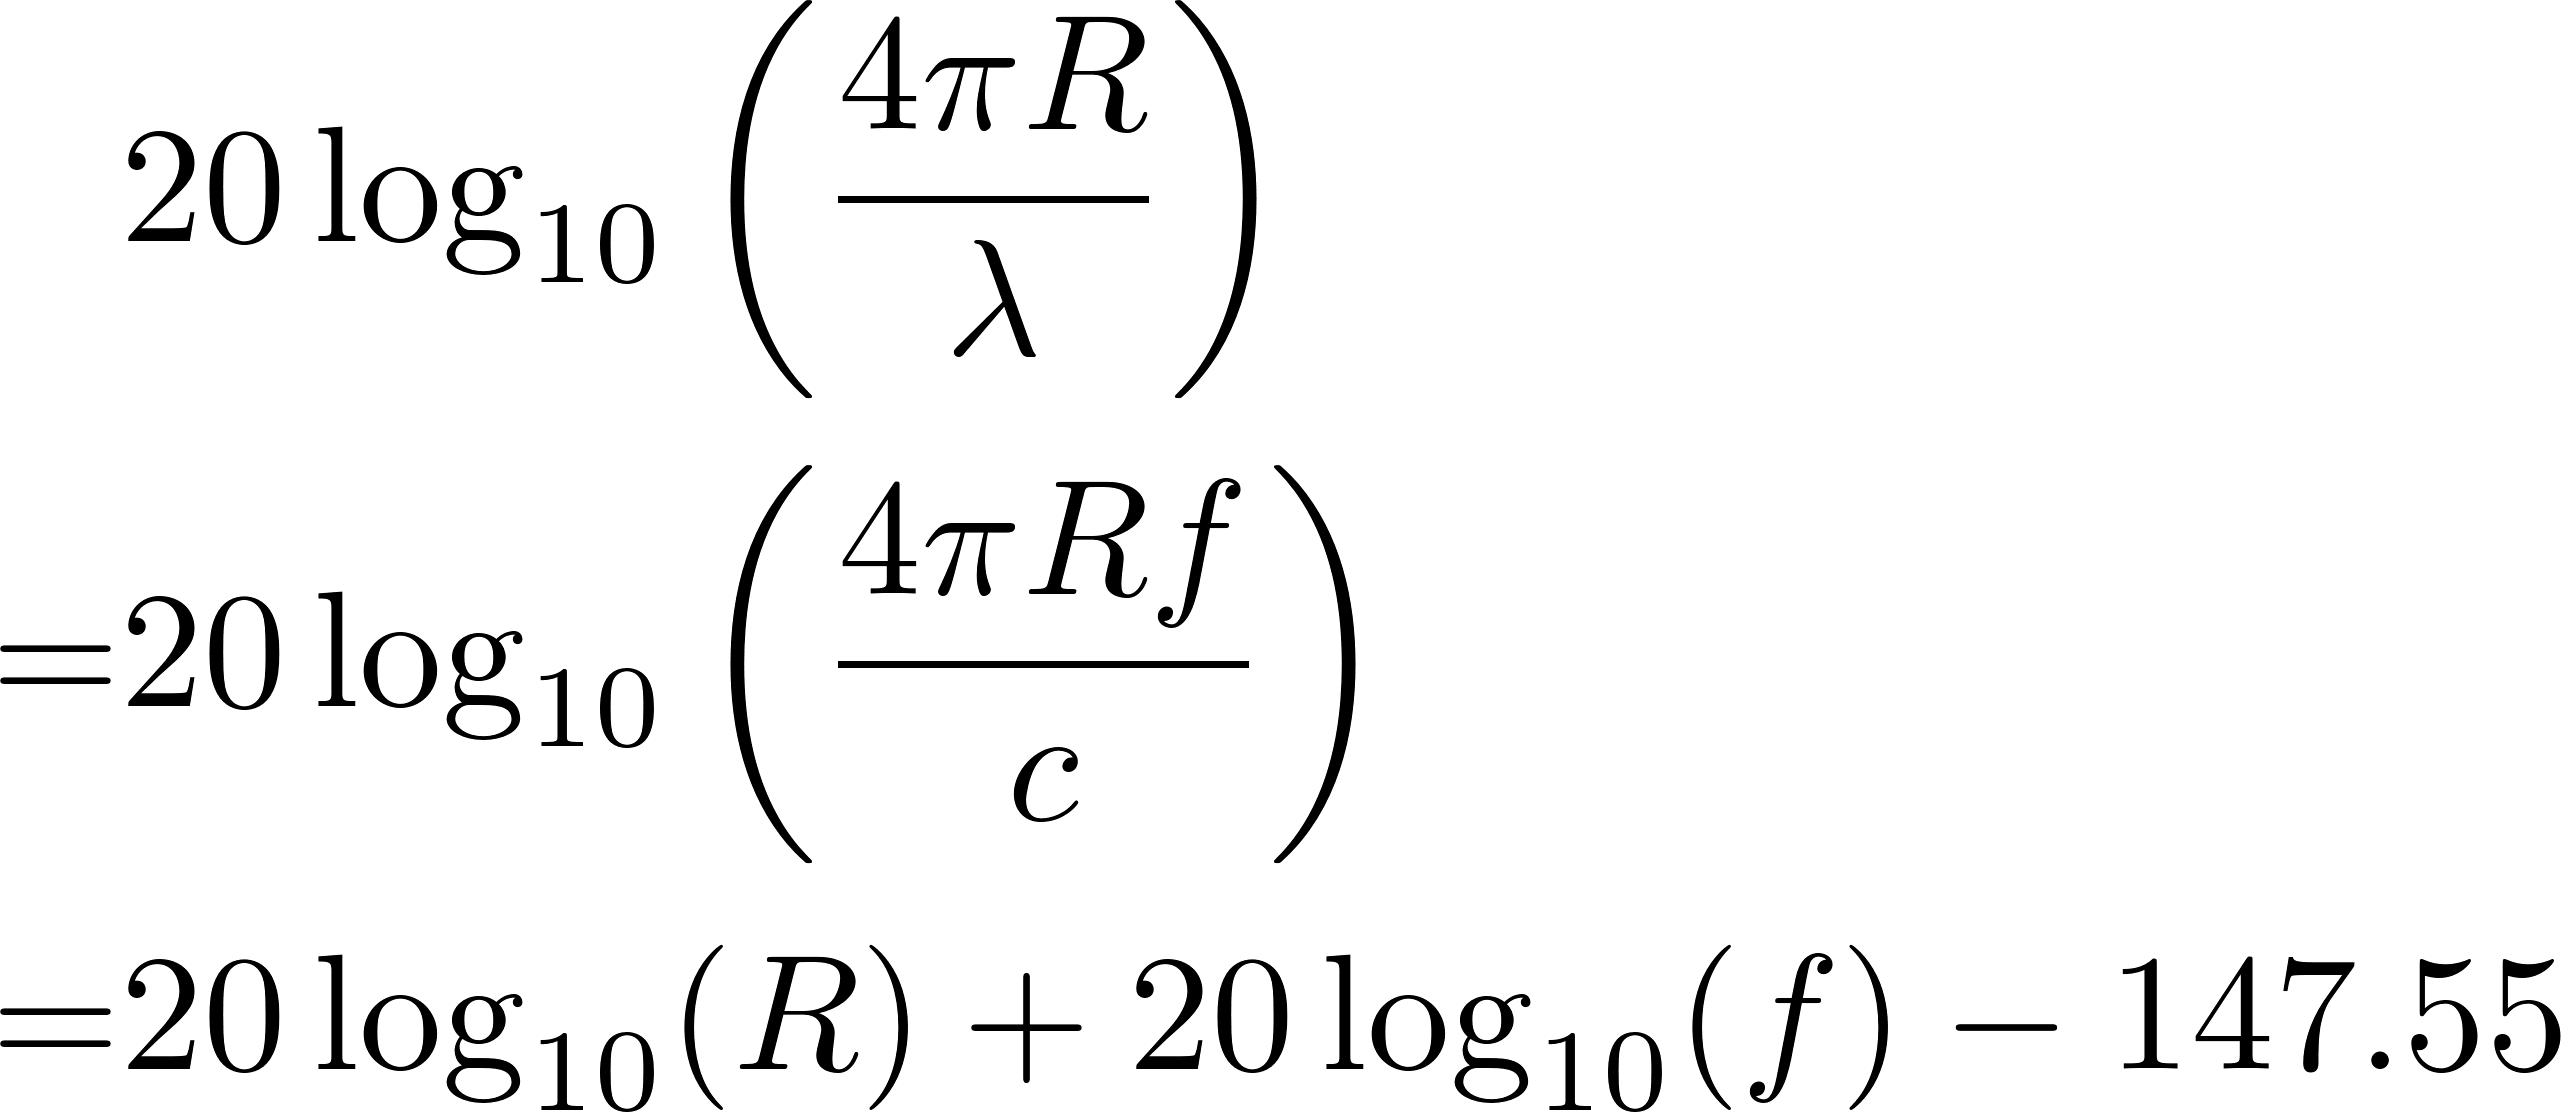 20 log₁₀ (4πR/λ)
=20 log₁₀ (4πRf/c)
=20 log₁₀(R) + 20 log₁₀(f) − 147.55